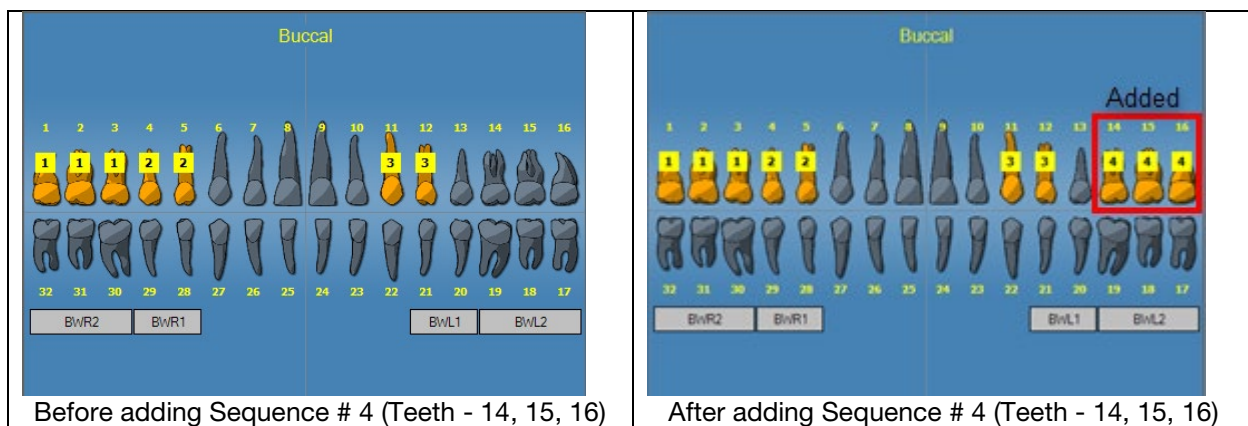 Buccal
1 2 3 4 5 6 7 8 9 10 11 12 13 14 15 16
1 1 1 2 2 3 3
32 31 30 29 28 27 26 25 24 23 22 21 20 19 18 17
BWR2 BWR1 BWL1 BWL2
Before adding Sequence # 4 (Teeth - 14, 15, 16)
Buccal
Added
1 2 3 4 5 6 7 8 9 10 11 12 13 14 15 16
1 1 1 2 2 3 3 4 4 4
32 31 30 29 28 27 26 25 24 23 22 21 20 19 18 17
BWR2 BWR1 BWL1 BWL2
After adding Sequence # 4 (Teeth - 14, 15, 16)